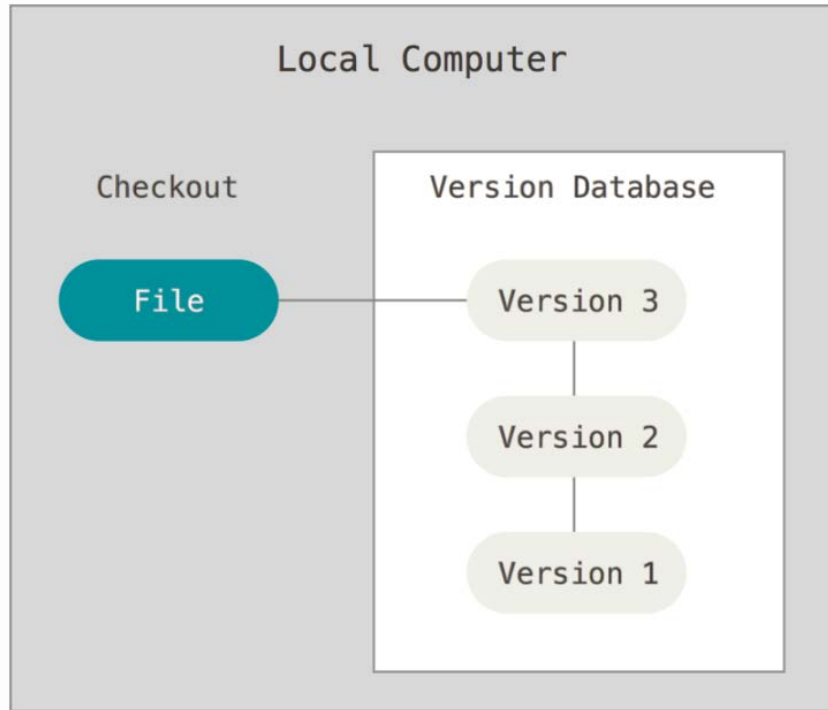 Local Computer
Checkout
Version Database
File
Version 3
Version 2
Version 1